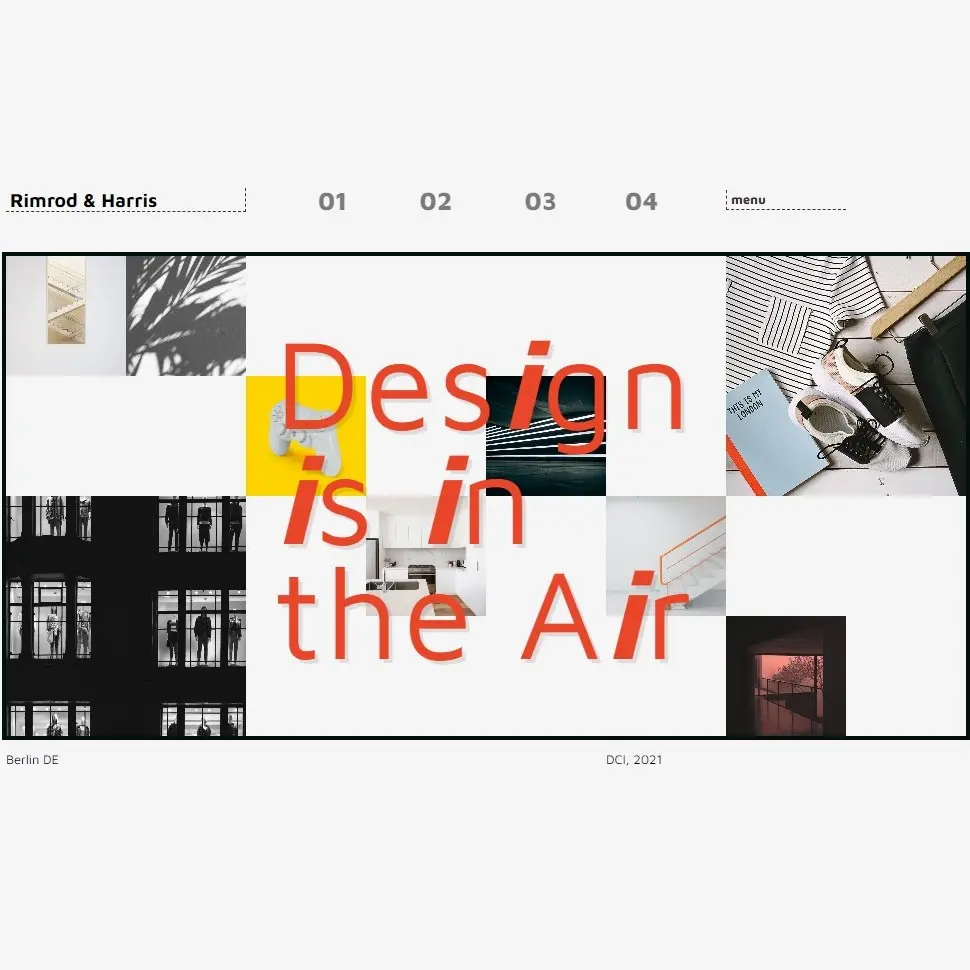 Rimrod & Harris
01 02 03 04
menu
Design
is in
the Air
THIS IS MY
LONDON
Berlin DE
DCI, 2021